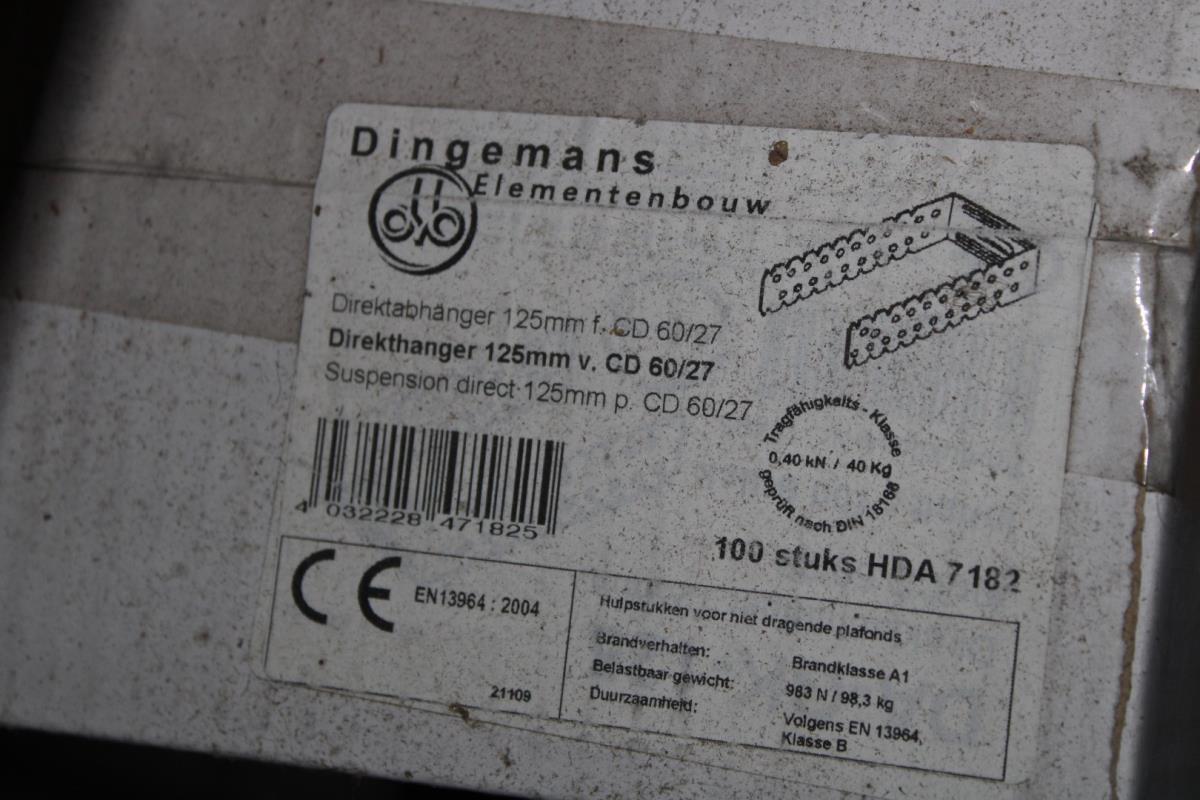 Dingemans
Elementenbouw
Direktabhänger 125mm f. CD 60/27
Direkthanger 125mm v. CD 60/27
Suspension direct 125mm p. CD 60/27
Tragfähigkeits - Klasse
0,40 kN / 40 Kg
geprüft nach DIN 18168
4 032228 471825
100 stuks HDA 7182
CE EN13964 : 2004
21109
Hulpstukken voor niet dragende plafonds
Brandverhalten: Brandklasse A1
Belastbaar gewicht: 983 N / 98,3 kg
Duurzaamheid: Volgens EN 13964,
Klasse B